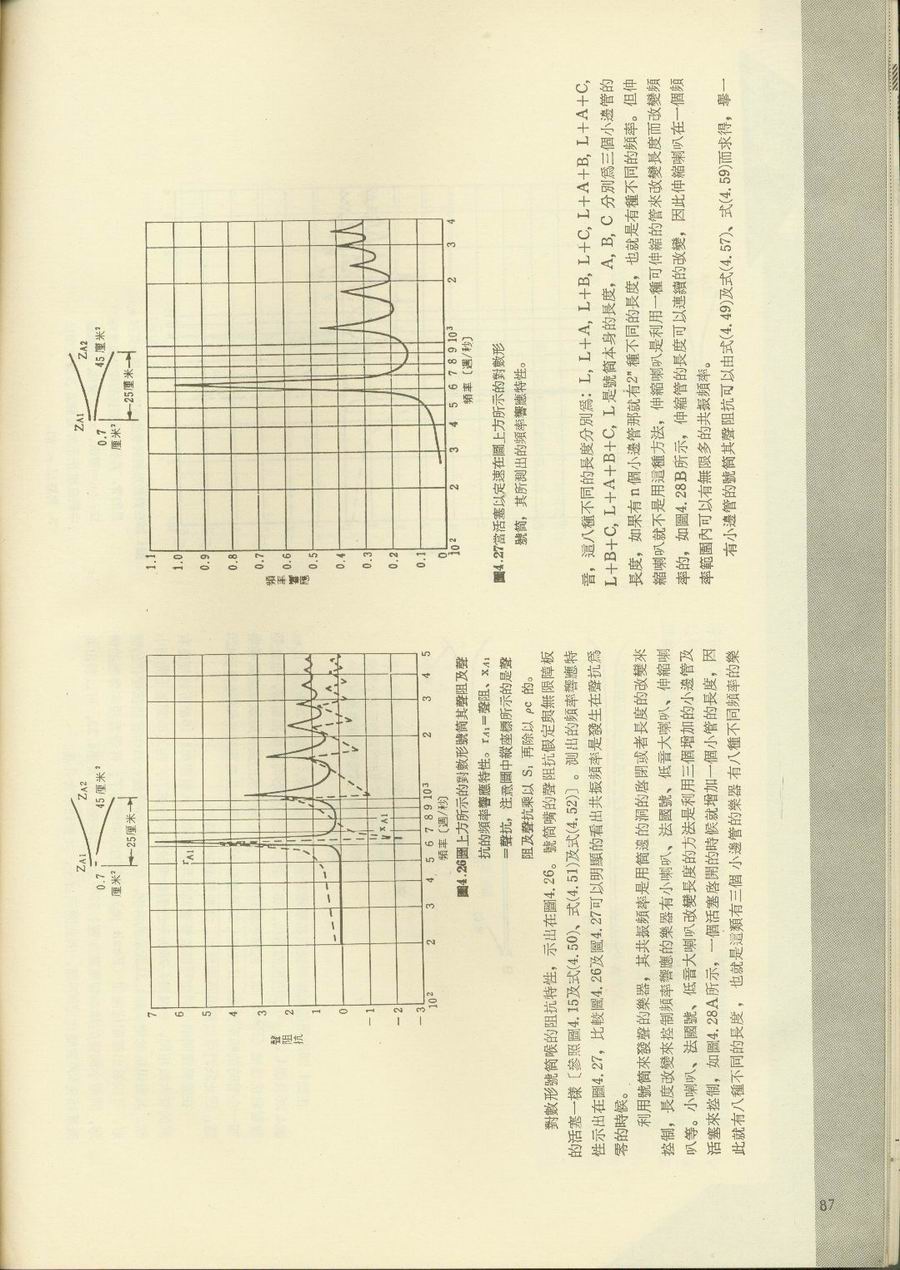 ZA1
ZA2
0.7
厘米²
45 厘米²
25厘米
7
6
5
4
3
2
1
0
-1
-2
-3
聲阻抗
rA1
xA1
10²
2
3
4
5
6
7
8
9
10³
2
3
4
5
頻率〔週/秒〕
圖4.26圖上方所示的對數形號筒其聲阻及聲
抗的頻率響應特性。rA1=聲阻、xA1
=聲抗，注意圖中縱座標所示的是聲
阻及聲抗乘以 S₁ 再除以 ρc 的。
對數形號筒喉的阻抗特性，示出在圖4.26。號筒嘴的聲阻抗假定與無限障板
的活塞一樣〔參照圖4.15及式(4.50)、式(4.51)及式(4.52)〕。測出的頻率響應特
性示出在圖4.27，比較圖4.26及圖4.27可以明顯的看出共振頻率是發生在聲抗爲
零的時候。
利用號筒來發聲的樂器，其共振頻率是用筒邊的洞的啓閉或者長度的改變來
控制，長度改變來控制頻率響應的樂器有小喇叭、法國號、低音大喇叭、伸縮喇
叭等。小喇叭、法國號、低音大喇叭改變長度的方法是利用三個增加的小邊管及
活塞來控制，如圖4.28A所示，一個活塞啓開的時候就增加一個小管的長度，因
此就有八種不同的長度，也就是這類有三個小邊管的樂器有八種不同頻率的樂
ZA1
ZA2
0.7
厘米²
45 厘米²
25厘米
1.1
1.0
0.9
0.8
0.7
0.6
0.5
0.4
0.3
0.2
0.1
0
頻率響應
10²
2
3
4
5
6
7
8
9
10³
2
3
4
頻率〔週/秒〕
圖4.27當活塞以定速在圖上方所示的對數形
號筒，其所測出的頻率響應特性。
音，這八種不同的長度分別爲：L, L+A, L+B, L+C, L+A+B, L+A+C,
L+B+C, L+A+B+C, L 是號筒本身的長度，A, B, C 分別爲三個小邊管的
長度，如果有 n 個小邊管那就有2ⁿ 種不同的長度，也就是有種不同的頻率。但伸
縮喇叭就不是用這種方法，伸縮喇叭是利用一種可伸縮的管來改變長度而改變頻
率的，如圖4.28B所示，伸縮管的長度可以連續的改變，因此伸縮喇叭在一個頻
率範圍內可以有無限多的共振頻率。
有小邊管的號筒其聲阻抗可以由式(4.49)及式(4.57)、式(4.59)而求得，舉一
87